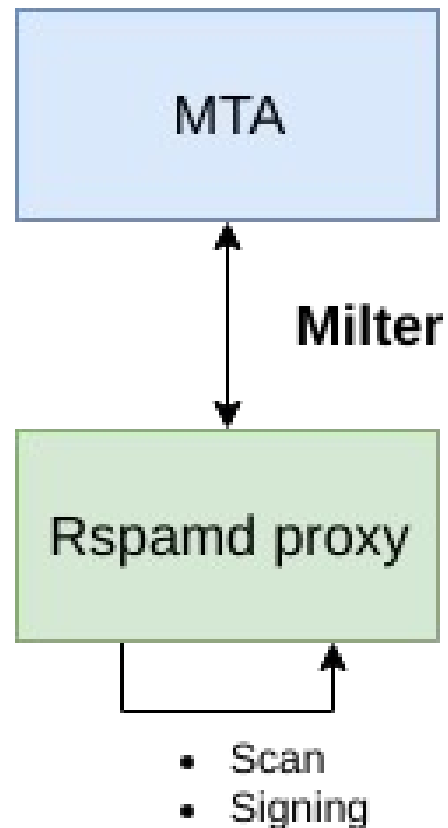 MTA
Milter
Rspamd proxy
• Scan
• Signing